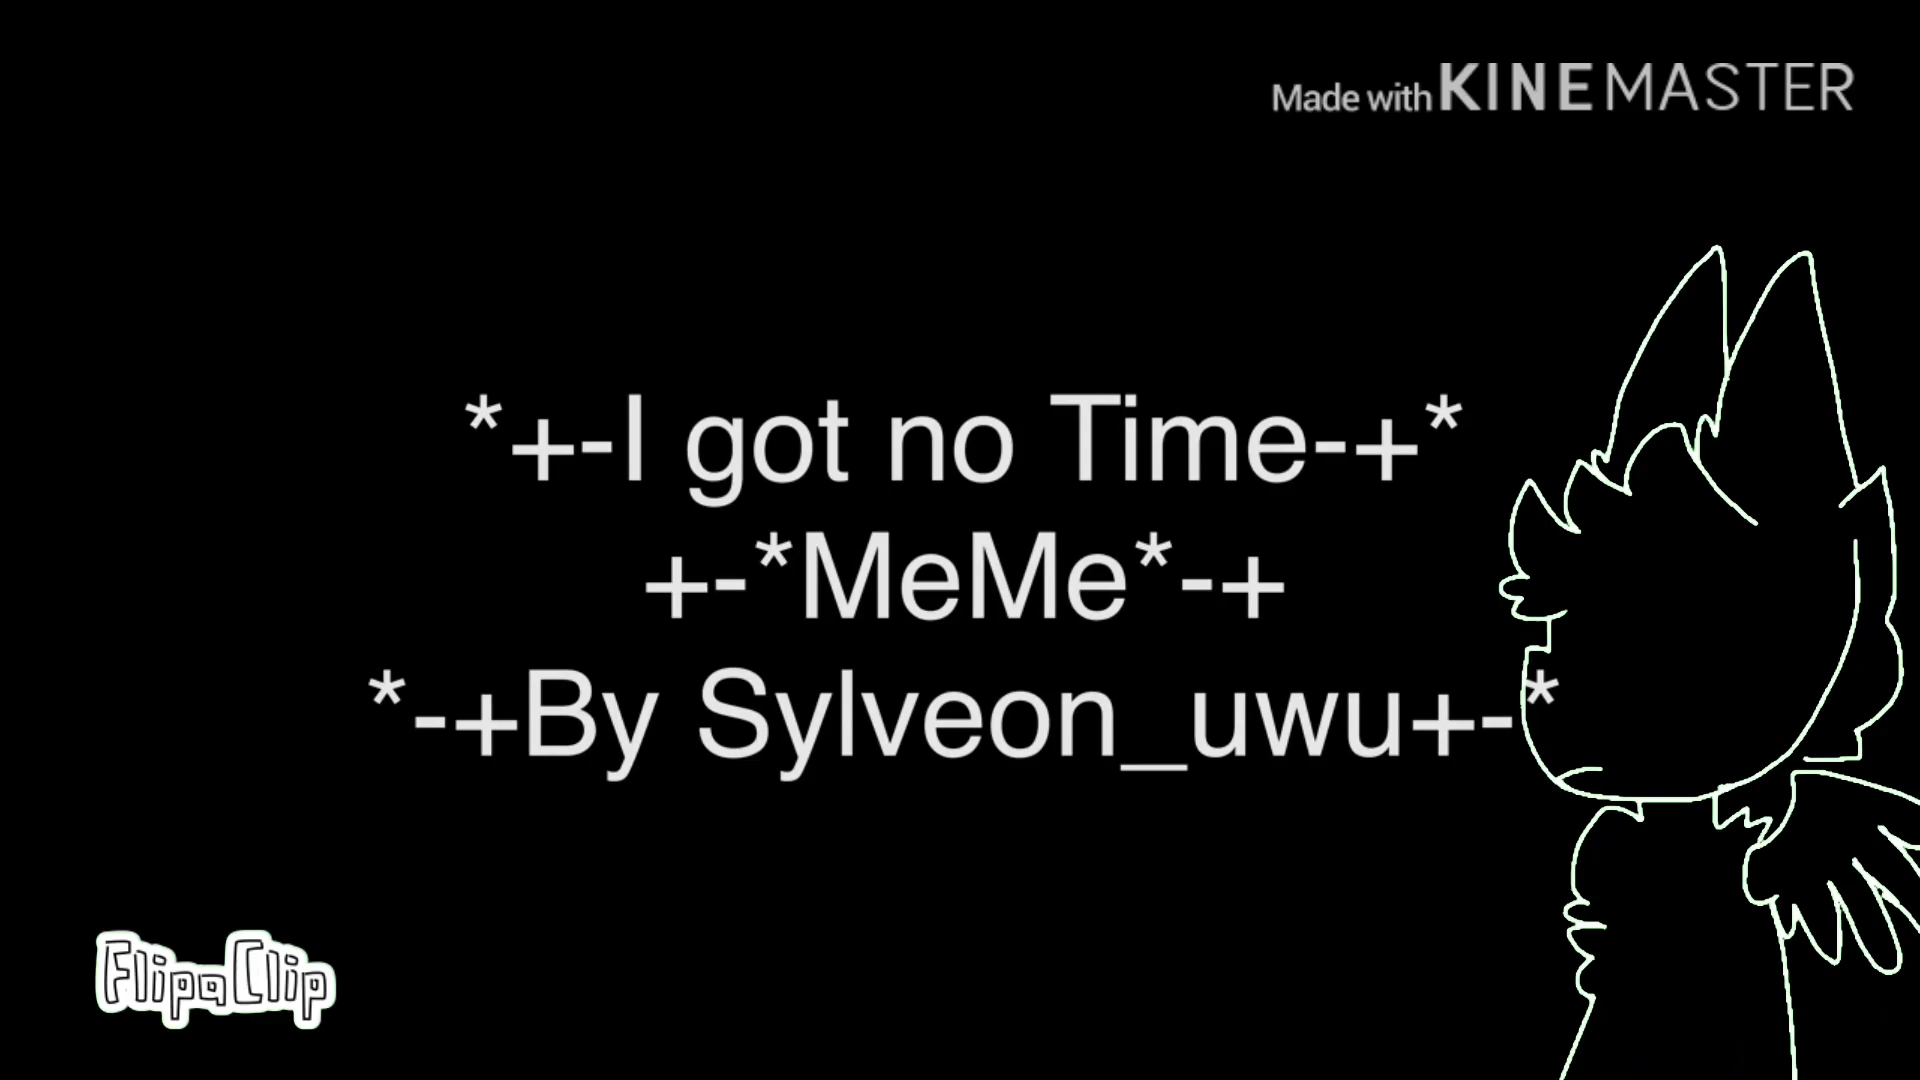 Made with KINEMASTER
*+-I got no Time-+*
+-*MeMe*-+
*-+By Sylveon_uwu+-*
FlipaClip